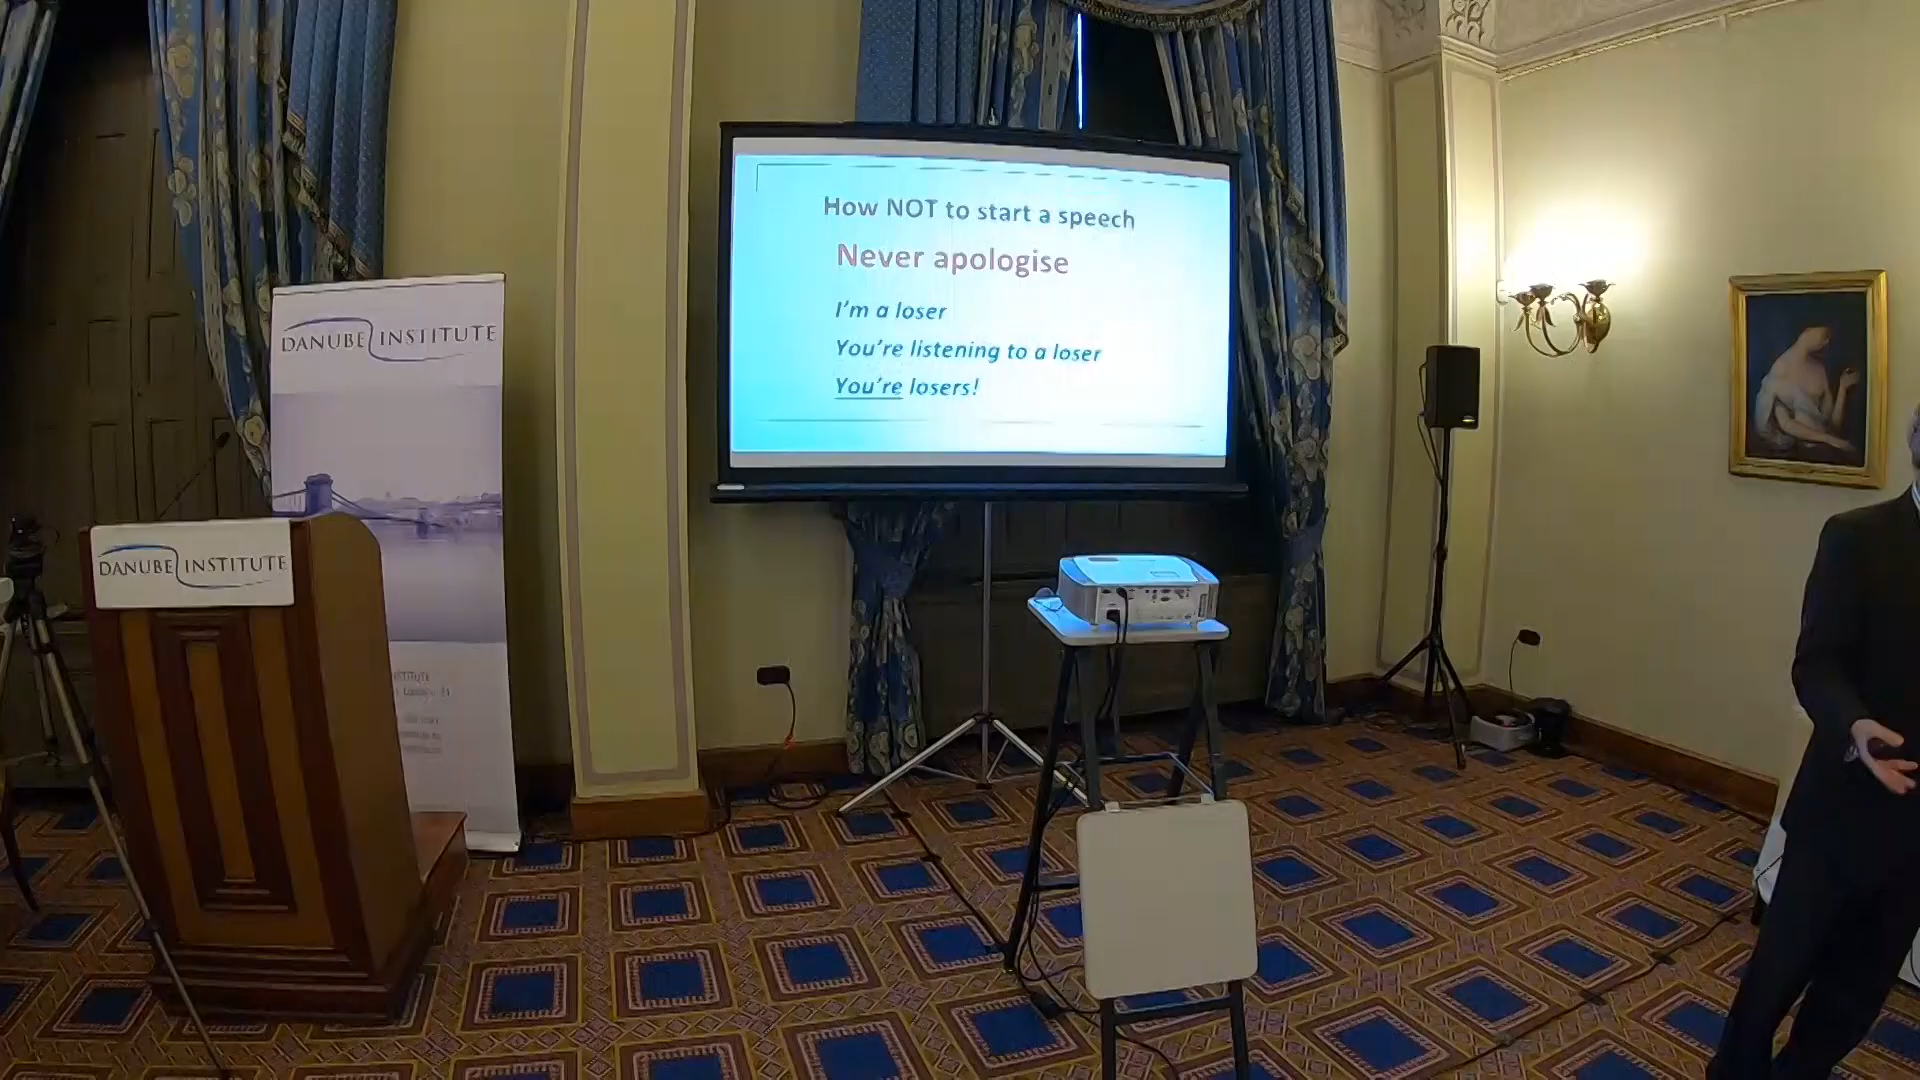 How NOT to start a speech
Never apologise
I'm a loser
You're listening to a loser
You're losers!
DANUBE INSTITUTE
DANUBE INSTITUTE